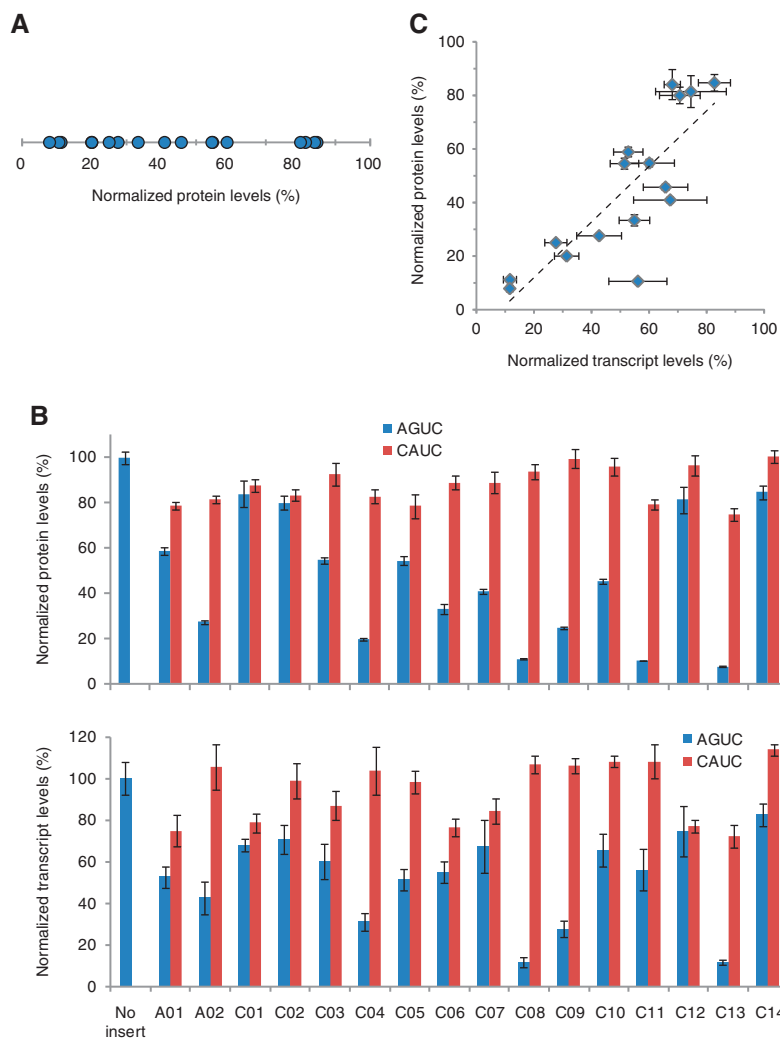 A
0 20 40 60 80 100
Normalized protein levels (%)
C
Normalized protein levels (%)
100
80
60
40
20
0
0 20 40 60 80 100
Normalized transcript levels (%)
B
AGUC
CAUC
Normalized protein levels (%)
100
80
60
40
20
0
AGUC
CAUC
Normalized transcript levels (%)
120
100
80
60
40
20
0
No insert A01 A02 C01 C02 C03 C04 C05 C06 C07 C08 C09 C10 C11 C12 C13 C14